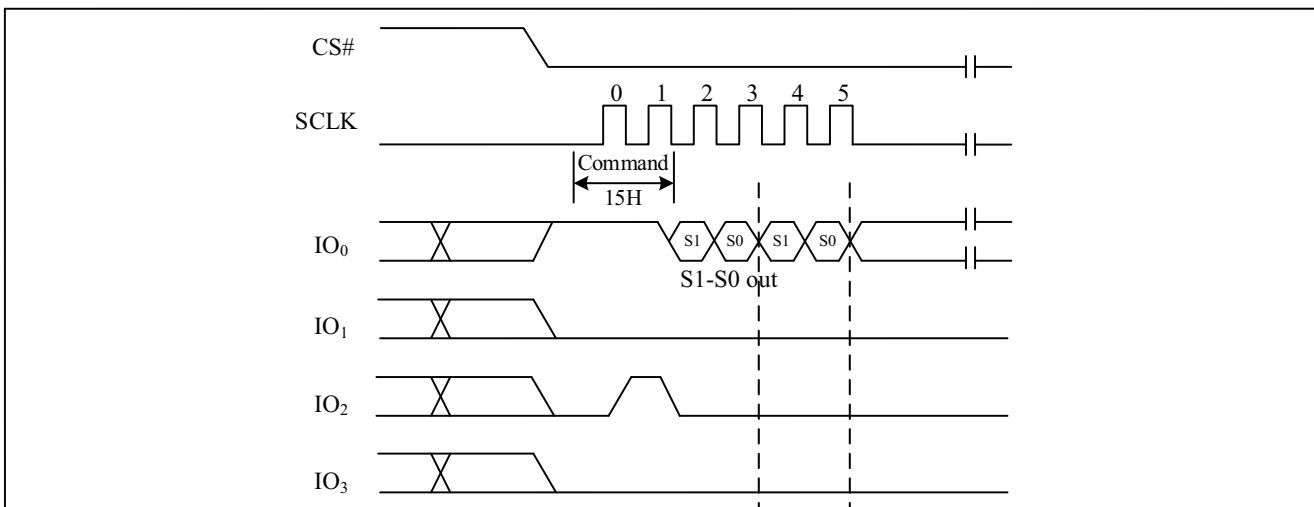 CS#
0 1 2 3 4 5
SCLK
Command
15H
IO0
S1 S0 S1 S0
S1-S0 out
IO1
IO2
IO3